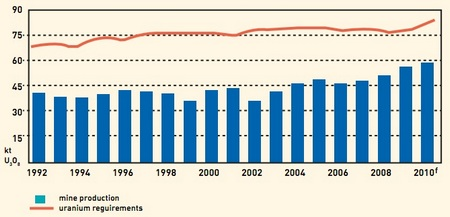 90
75
60
45
30
15
kt
U₃O₈
1992 1994 1996 1998 2000 2002 2004 2006 2008 2010f
mine production
uranium reguirements